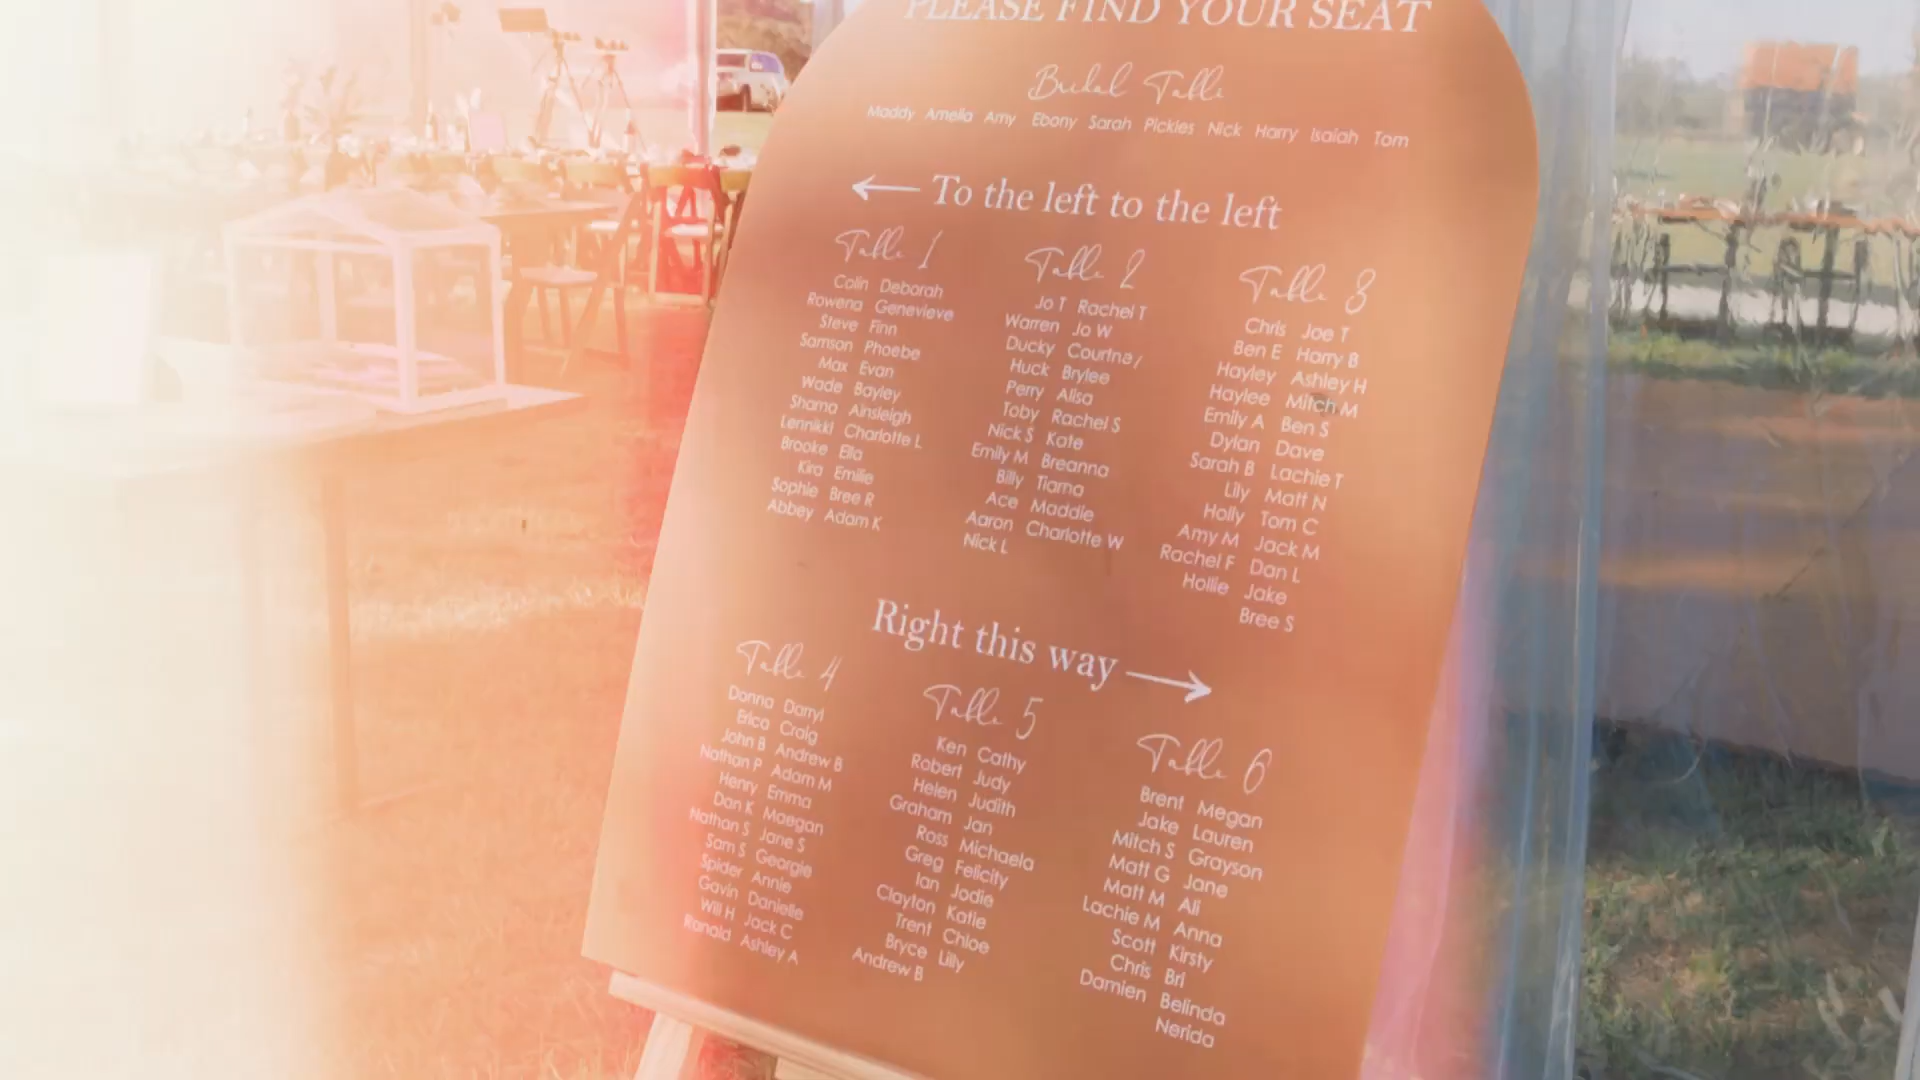 PLEASE FIND YOUR SEAT
Bridal Table
Maddy Amelia Amy Ebony Sarah Pickles Nick Harry Isaiah Tom
← To the left to the left
Table 1
Colin Deborah
Rowena Genevieve
Steve Finn
Samson Phoebe
Max Evan
Wade Bayley
Shama Ainsleigh
Lennikki Charlotte L
Brooke Ella
Kira Emilie
Sophie Bree R
Abbey Adam K
Table 2
Jo T Rachel T
Warren Jo W
Ducky Courtney
Huck Brylee
Perry Alisa
Toby Rachel S
Nick S Kate
Emily M Breanna
Billy Tiarna
Ace Maddie
Aaron Charlotte W
Nick L
Table 3
Chris Joe T
Ben E Harry B
Hayley Ashley H
Haylee Mitch M
Emily A Ben S
Dylan Dave
Sarah B Lachie T
Lily Matt N
Holly Tom C
Amy M Jack M
Rachel F Dan L
Hollie Jake
Bree S
Right this way →
Table 4
Donna Darryl
Erica Craig
John B Andrew B
Nathan P Adam M
Henry Emma
Dan K Maegan
Nathan S Jane S
Sam S Georgie
Spider Annie
Gavin Danielle
Will H Jack C
Ronald Ashley A
Table 5
Ken Cathy
Robert Judy
Helen Judith
Graham Jan
Ross Michaela
Greg Felicity
Ian Jodie
Clayton Katie
Trent Chloe
Bryce Lilly
Andrew B
Table 6
Brent Megan
Jake Lauren
Mitch S Grayson
Matt G Jane
Matt M Ali
Lachie M Anna
Scott Kirsty
Chris Bri
Damien Belinda
Nerida